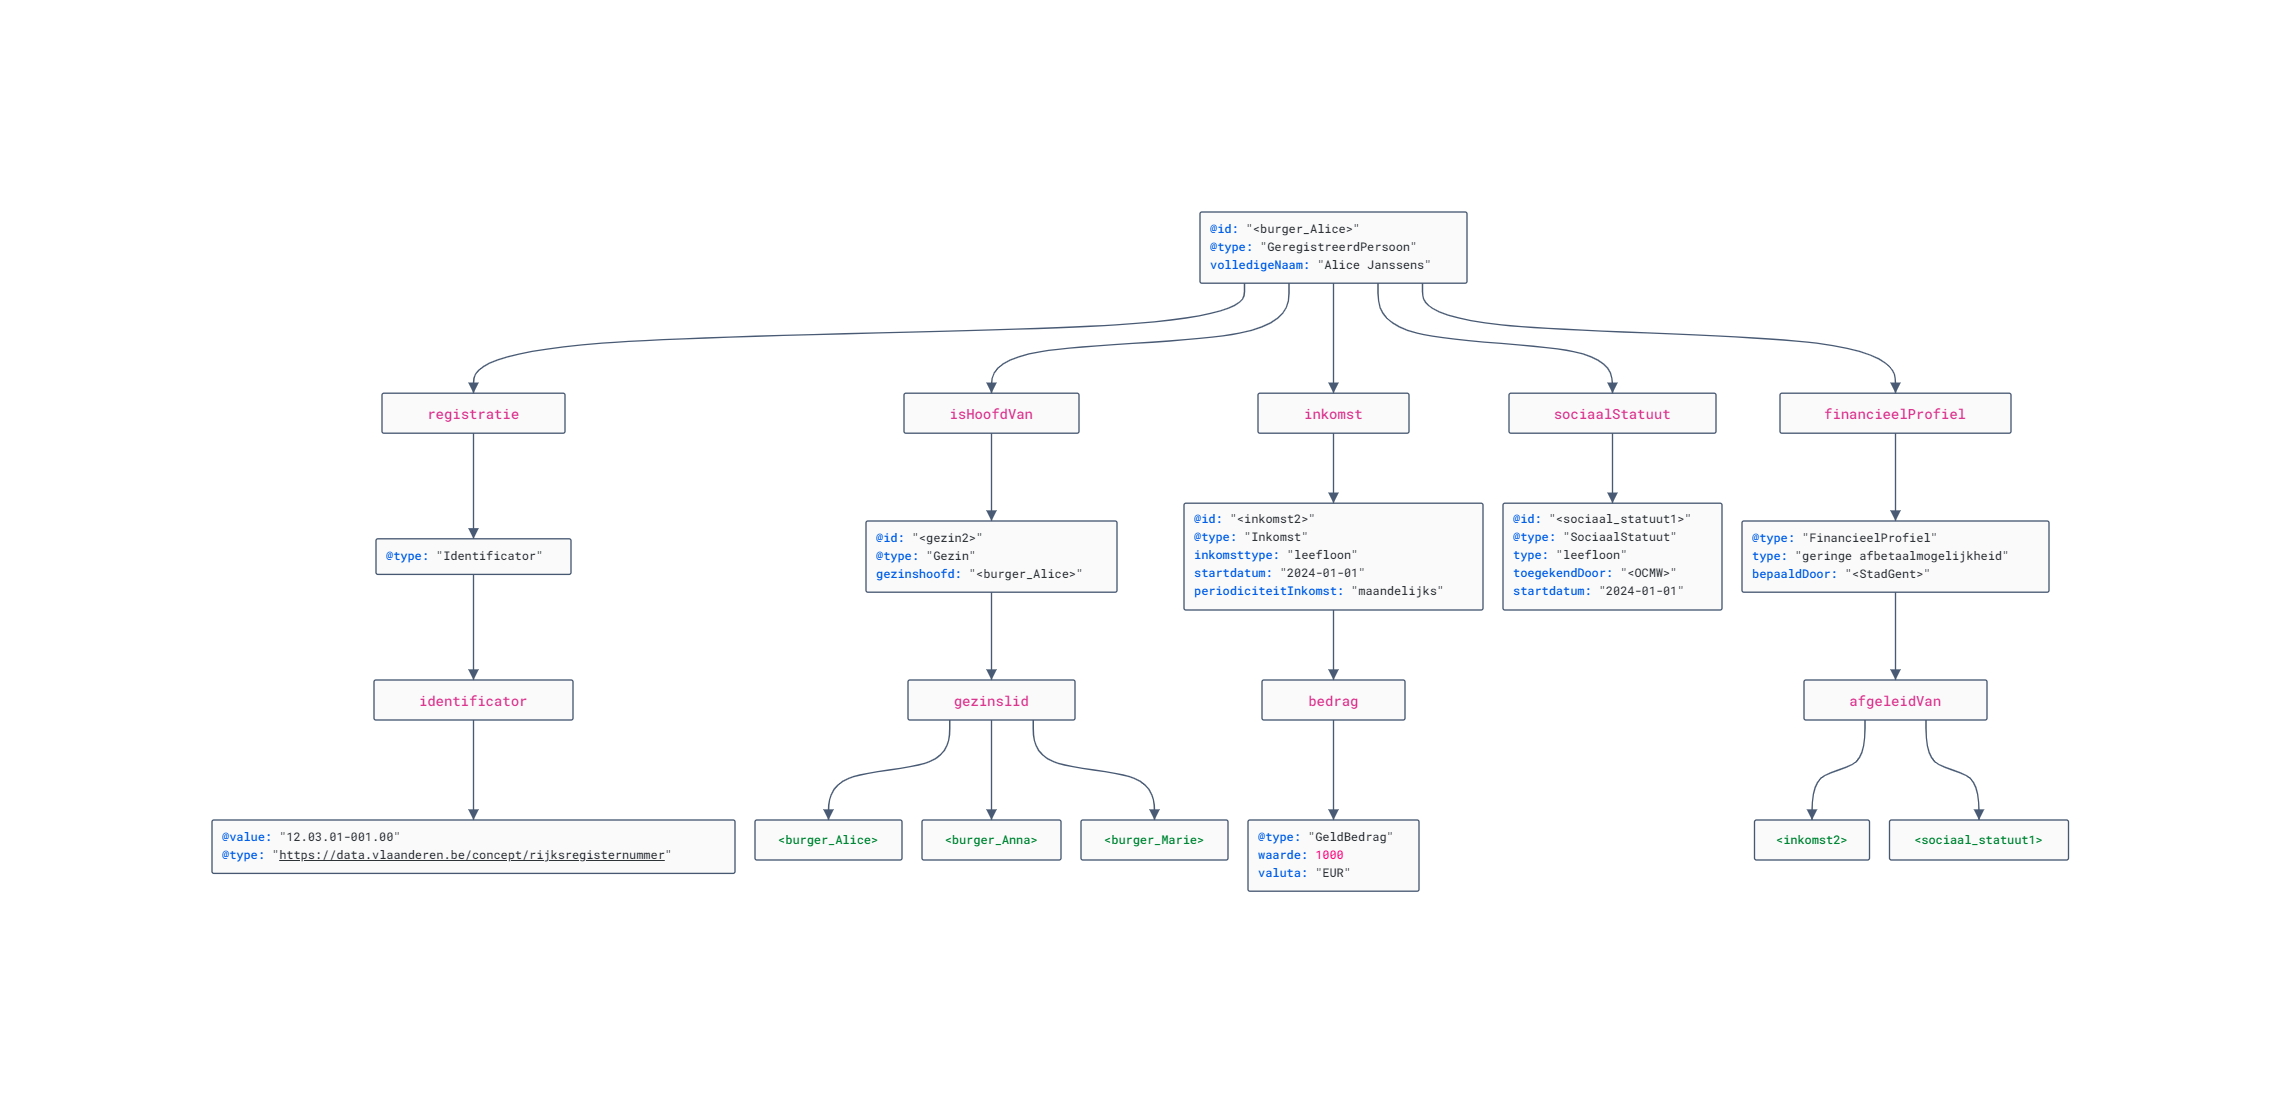 @id: "<burger_Alice>"
@type: "GeregistreerdPersoon"
volledigeNaam: "Alice Janssens"
registratie
isHoofdVan
inkomst
sociaalStatuut
financieelProfiel
@type: "Identificator"
@id: "<gezin2>"
@type: "Gezin"
gezinshoofd: "<burger_Alice>"
@id: "<inkomst2>"
@type: "Inkomst"
inkomsttype: "leefloon"
startdatum: "2024-01-01"
periodiciteitInkomst: "maandelijks"
@id: "<sociaal_statuut1>"
@type: "SociaalStatuut"
type: "leefloon"
toegekendDoor: "<OCMW>"
startdatum: "2024-01-01"
@type: "FinancieelProfiel"
type: "geringe afbetaalmogelijkheid"
bepaaldDoor: "<StadGent>"
identificator
gezinslid
bedrag
afgeleidVan
@value: "12.03.01-001.00"
@type: "https://data.vlaanderen.be/concept/rijksregisternummer"
<burger_Alice>
<burger_Anna>
<burger_Marie>
@type: "GeldBedrag"
waarde: 1000
valuta: "EUR"
<inkomst2>
<sociaal_statuut1>